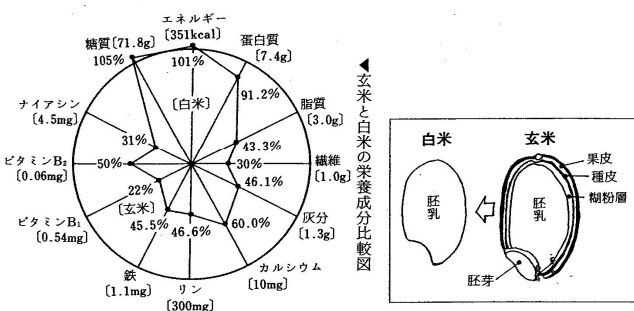 エネルギー
[351kcal]
101%
蛋白質
[7.4g]
91.2%
脂質
[3.0g]
43.3%
繊維
[1.0g]
30%
灰分
[1.3g]
46.1%
カルシウム
[10mg]
60.0%
リン
[300mg]
46.6%
鉄
[1.1mg]
45.5%
ビタミンB₁
[0.54mg]
22%
ビタミンB₂
[0.06mg]
50%
ナイアシン
[4.5mg]
31%
糖質[71.8g]
105%
[白米]
[玄米]
◀玄米と白米の栄養成分比較図
白米
胚乳
玄米
胚乳
果皮
種皮
糊粉層
胚芽